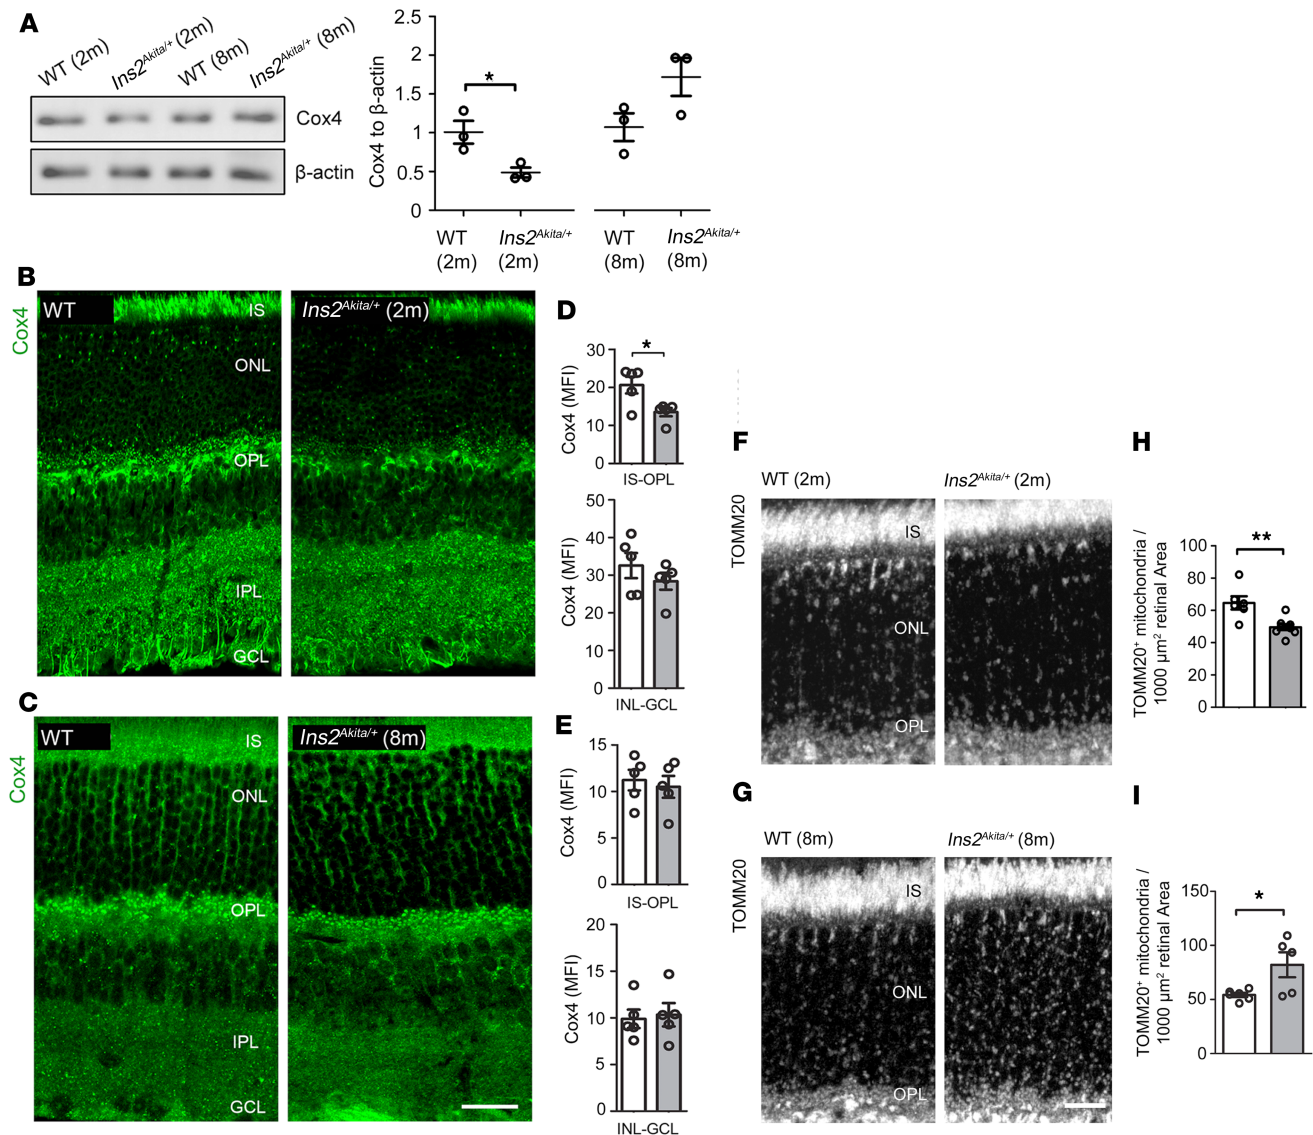 A
WT (2m)
Ins2Akita/+ (2m)
WT (8m)
Ins2Akita/+ (8m)
Cox4
β-actin
Cox4 to β-actin
2.5
2
1.5
1
0.5
0
*
WT
(2m)
Ins2Akita/+
(2m)
WT
(8m)
Ins2Akita/+
(8m)
B
Cox4
WT
IS
ONL
OPL
IPL
GCL
Ins2Akita/+ (2m)
C
Cox4
WT
IS
ONL
OPL
IPL
GCL
Ins2Akita/+ (8m)
D
Cox4 (MFI)
30
20
10
0
*
IS-OPL
Cox4 (MFI)
50
40
30
20
10
0
INL-GCL
E
Cox4 (MFI)
15
10
5
0
IS-OPL
Cox4 (MFI)
20
15
10
5
0
INL-GCL
F
TOMM20
WT (2m)
Ins2Akita/+ (2m)
IS
ONL
OPL
G
TOMM20
WT (8m)
Ins2Akita/+ (8m)
IS
ONL
OPL
H
TOMM20+ mitochondria /
1000 μm2 retinal Area
100
80
60
40
20
0
**
I
TOMM20+ mitochondria /
1000 μm2 retinal Area
150
100
50
0
*